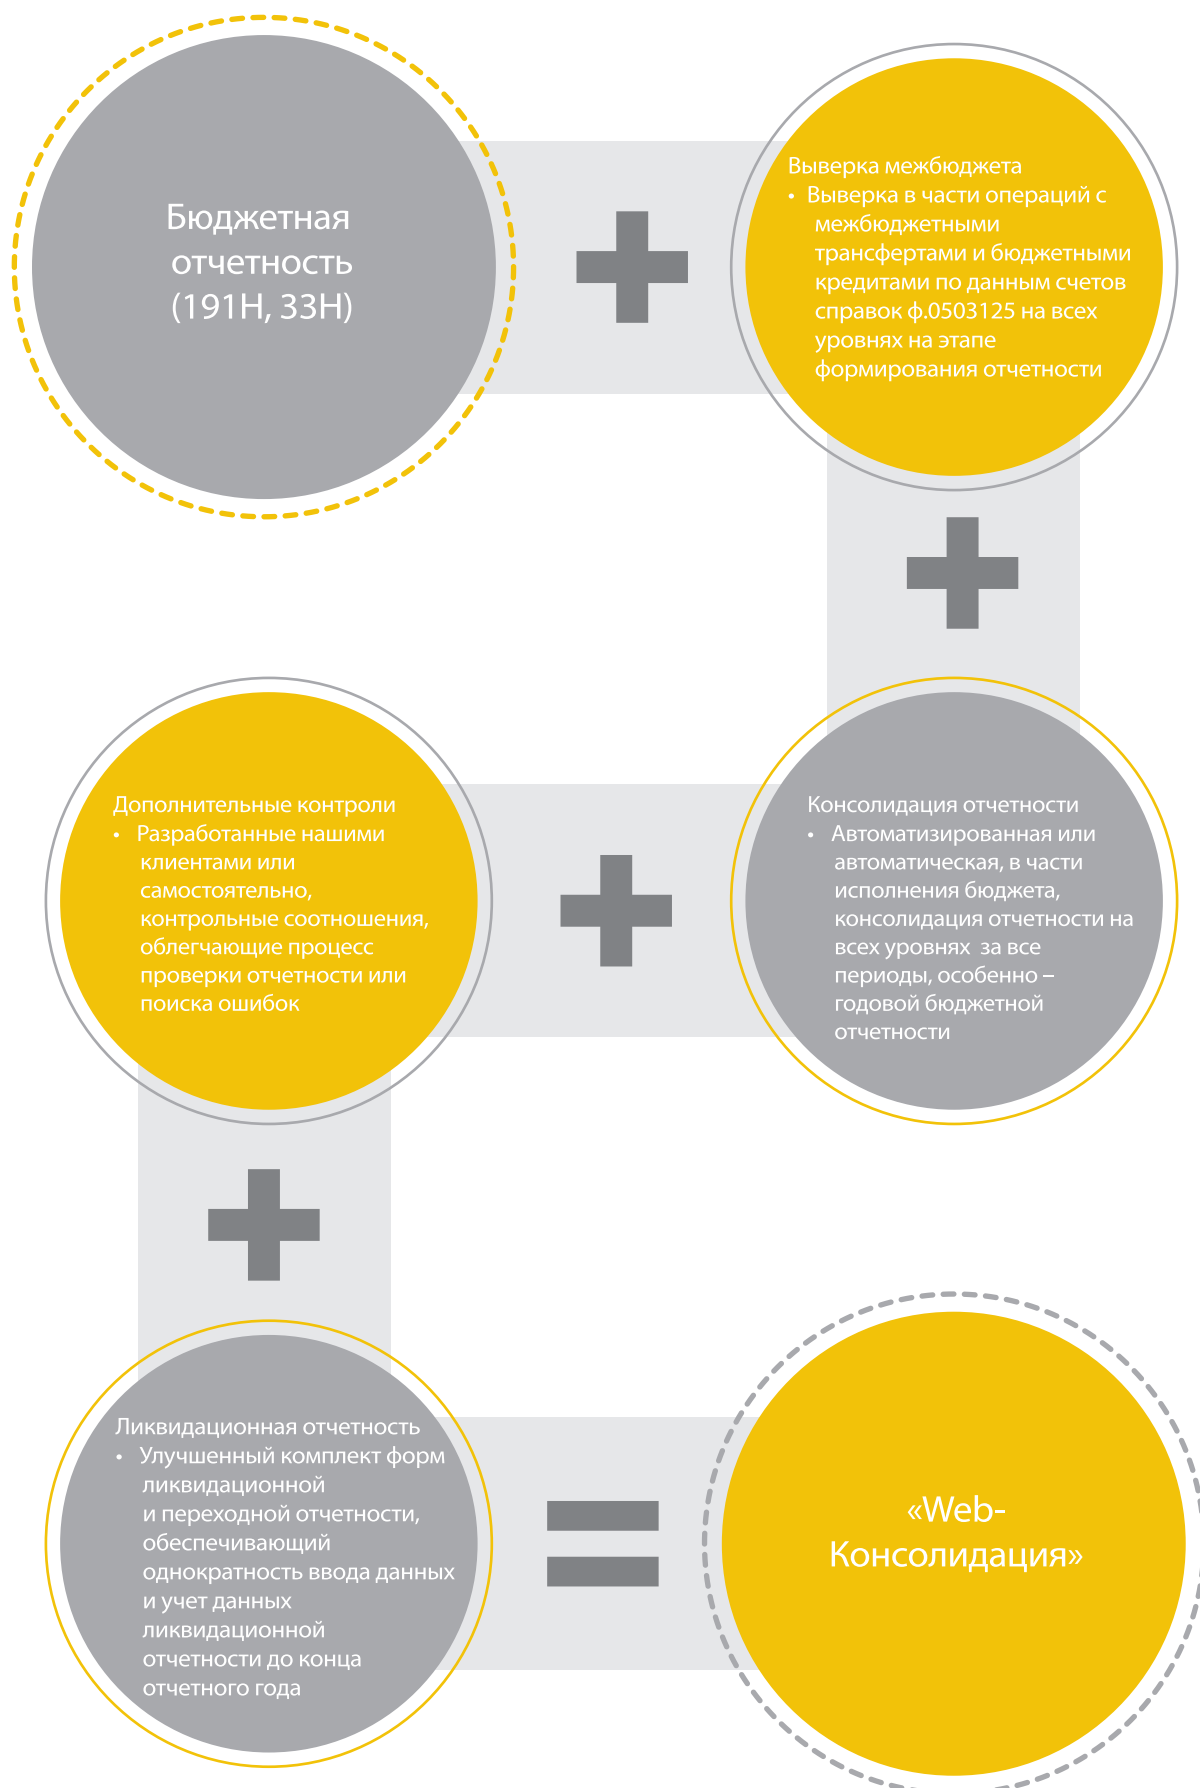 Бюджетная
отчетность
(191Н, 33Н)
Выверка межбюджета
• Выверка в части операций с
межбюджетными
трансфертами и бюджетными
кредитами по данным счетов
справок ф.0503125 на всех
уровнях на этапе
формирования отчетности
Консолидация отчетности
• Автоматизированная или
автоматическая, в части
исполнения бюджета,
консолидация отчетности на
всех уровнях за все
периоды, особенно –
годовой бюджетной
отчетности
Дополнительные контроли
• Разработанные нашими
клиентами или
самостоятельно,
контрольные соотношения,
облегчающие процесс
проверки отчетности или
поиска ошибок
Ликвидационная отчетность
• Улучшенный комплект форм
ликвидационной
и переходной отчетности,
обеспечивающий
однократность ввода данных
и учет данных
ликвидационной
отчетности до конца
отчетного года
«Web-
Консолидация»